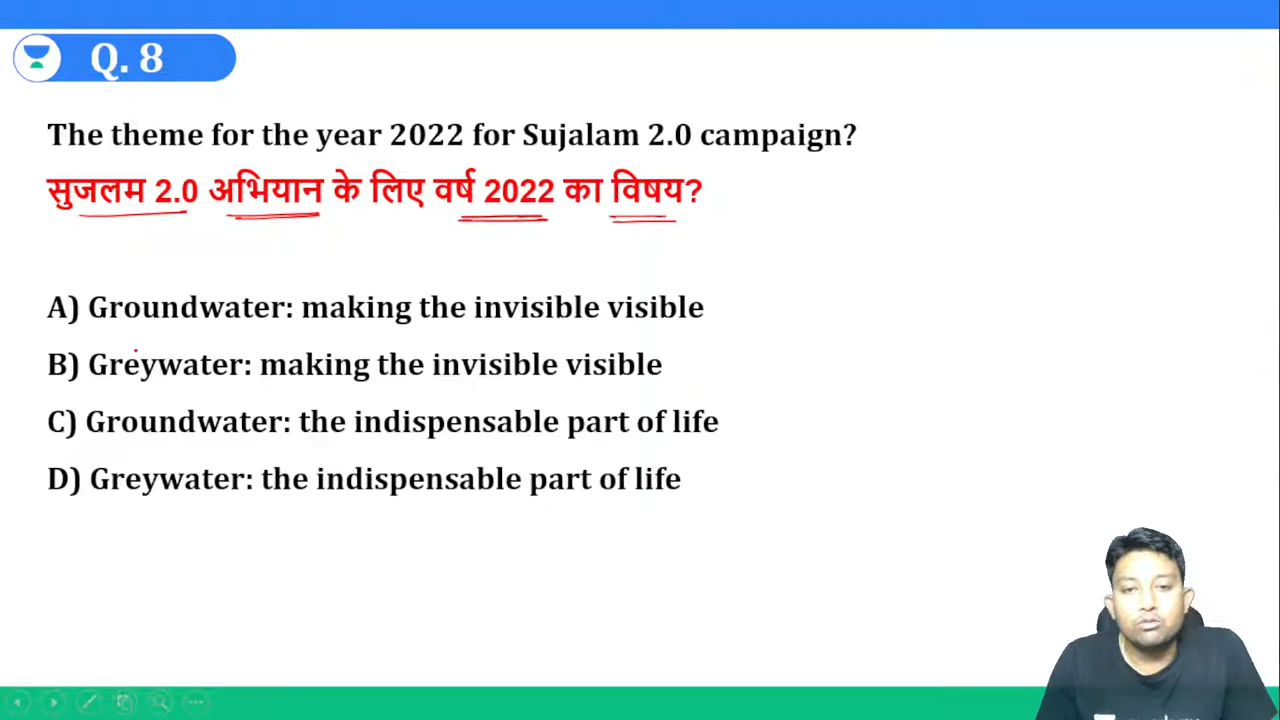 Q. 8
The theme for the year 2022 for Sujalam 2.0 campaign?
सुजलम 2.0 अभियान के लिए वर्ष 2022 का विषय?
A) Groundwater: making the invisible visible
B) Greywater: making the invisible visible
C) Groundwater: the indispensable part of life
D) Greywater: the indispensable part of life